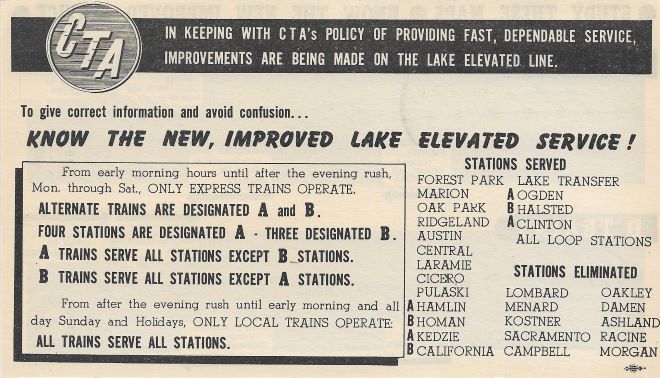 CTA
IN KEEPING WITH CTA's POLICY OF PROVIDING FAST, DEPENDABLE SERVICE,
IMPROVEMENTS ARE BEING MADE ON THE LAKE ELEVATED LINE.
To give correct information and avoid confusion...
KNOW THE NEW, IMPROVED LAKE ELEVATED SERVICE!
From early morning hours until after the evening rush,
Mon. through Sat., ONLY EXPRESS TRAINS OPERATE.
ALTERNATE TRAINS ARE DESIGNATED A and B.
FOUR STATIONS ARE DESIGNATED A - THREE DESIGNATED B.
A TRAINS SERVE ALL STATIONS EXCEPT B STATIONS.
B TRAINS SERVE ALL STATIONS EXCEPT A STATIONS.
From after the evening rush until early morning and all
day Sunday and Holidays, ONLY LOCAL TRAINS OPERATE:
ALL TRAINS SERVE ALL STATIONS.
STATIONS SERVED
FOREST PARK
MARION
OAK PARK
RIDGELAND
AUSTIN
CENTRAL
LARAMIE
CICERO
PULASKI
A HAMLIN
B HOMAN
A KEDZIE
B CALIFORNIA
LAKE TRANSFER
A OGDEN
B HALSTED
A CLINTON
ALL LOOP STATIONS
STATIONS ELIMINATED
LOMBARD
MENARD
KOSTNER
SACRAMENTO
CAMPBELL
OAKLEY
DAMEN
ASHLAND
RACINE
MORGAN